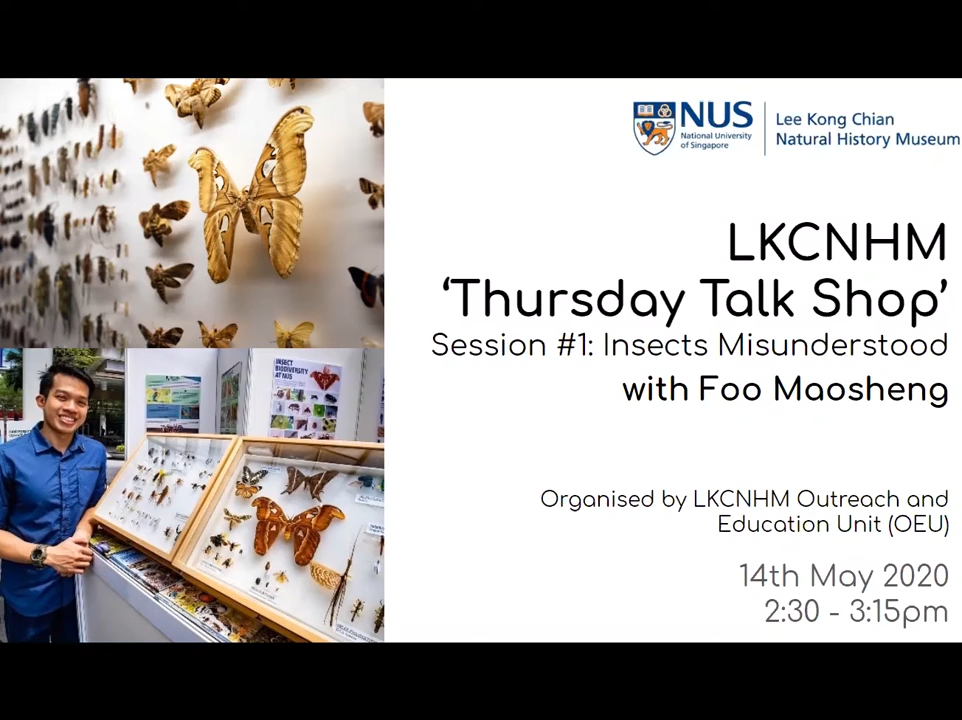 NUS
National University
of Singapore
Lee Kong Chian
Natural History Museum
LKCNHM
‘Thursday Talk Shop’
Session #1: Insects Misunderstood
with Foo Maosheng
Organised by LKCNHM Outreach and
Education Unit (OEU)
14th May 2020
2:30 - 3:15pm
INSECT
BIODIVERSITY
AT NUS